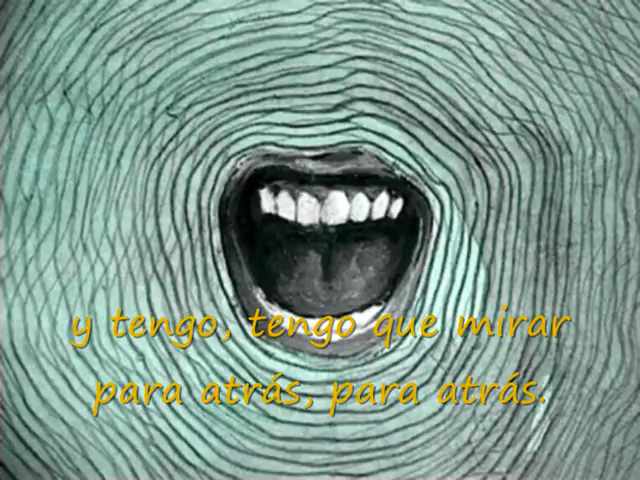 y tengo, tengo que mirar
para atrás, para atrás.